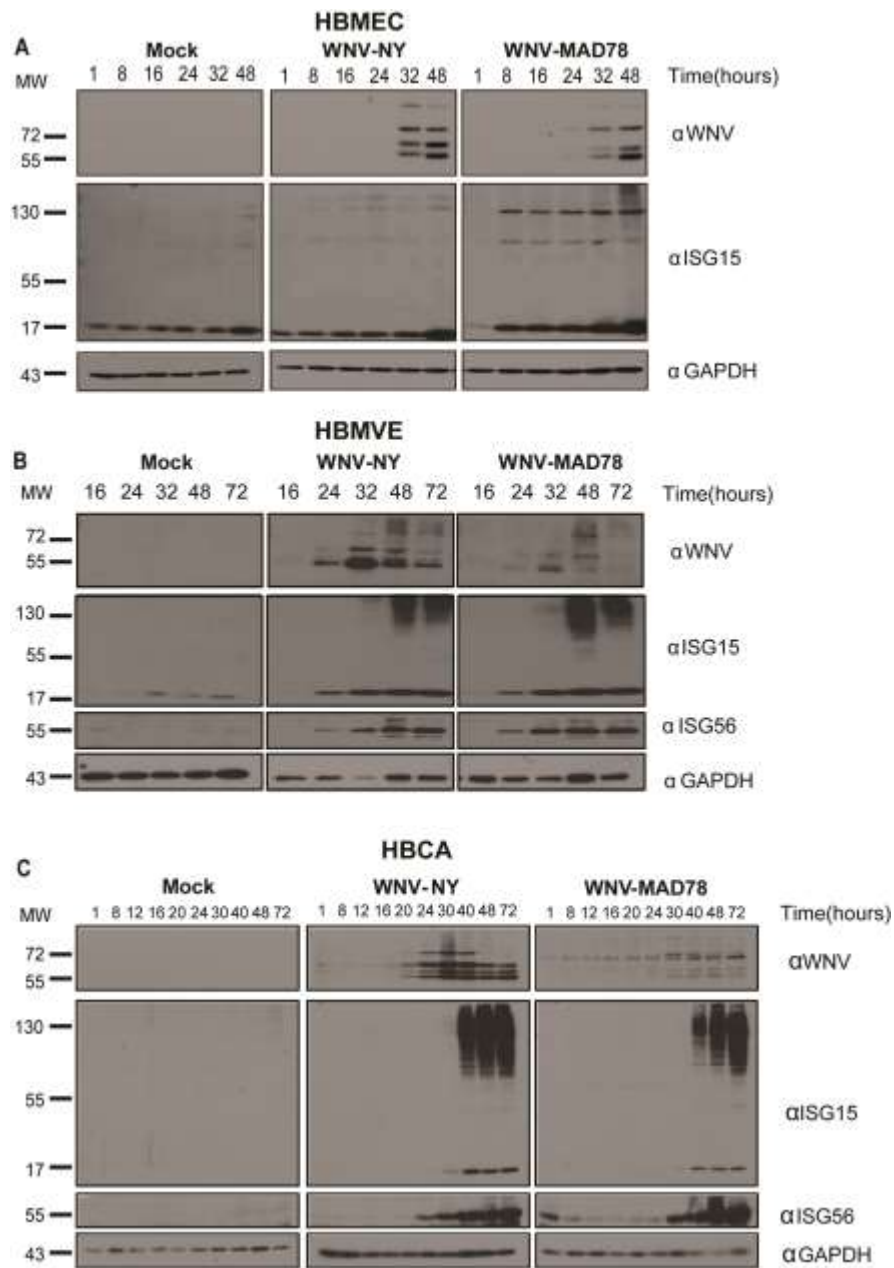 HBMEC
A Mock WNV-NY WNV-MAD78
MW 1 8 16 24 32 48 1 8 16 24 32 48 1 8 16 24 32 48 Time(hours)
72
55
αWNV
130
55
17
αISG15
43
αGAPDH
HBMVE
B Mock WNV-NY WNV-MAD78
MW 16 24 32 48 72 16 24 32 48 72 16 24 32 48 72 Time(hours)
72
55
αWNV
130
55
17
αISG15
55
αISG56
43
αGAPDH
HBCA
C Mock WNV-NY WNV-MAD78
MW 1 8 12 16 20 24 30 40 48 72 1 8 12 16 20 24 30 40 48 72 1 8 12 16 20 24 30 40 48 72 Time(hours)
72
55
αWNV
130
55
17
αISG15
55
αISG56
43
αGAPDH